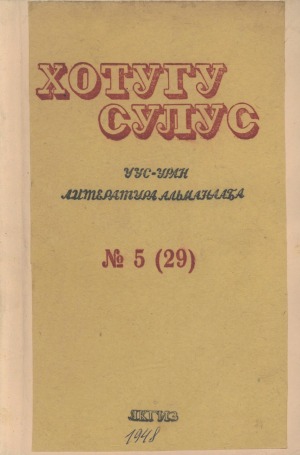 ХОТУГУ
СУЛУС
УУС-УРАН
ЛИТЕРАТУРА АЛЬМАНАҔА
№ 5 (29)
ЯКГИЗ
1948